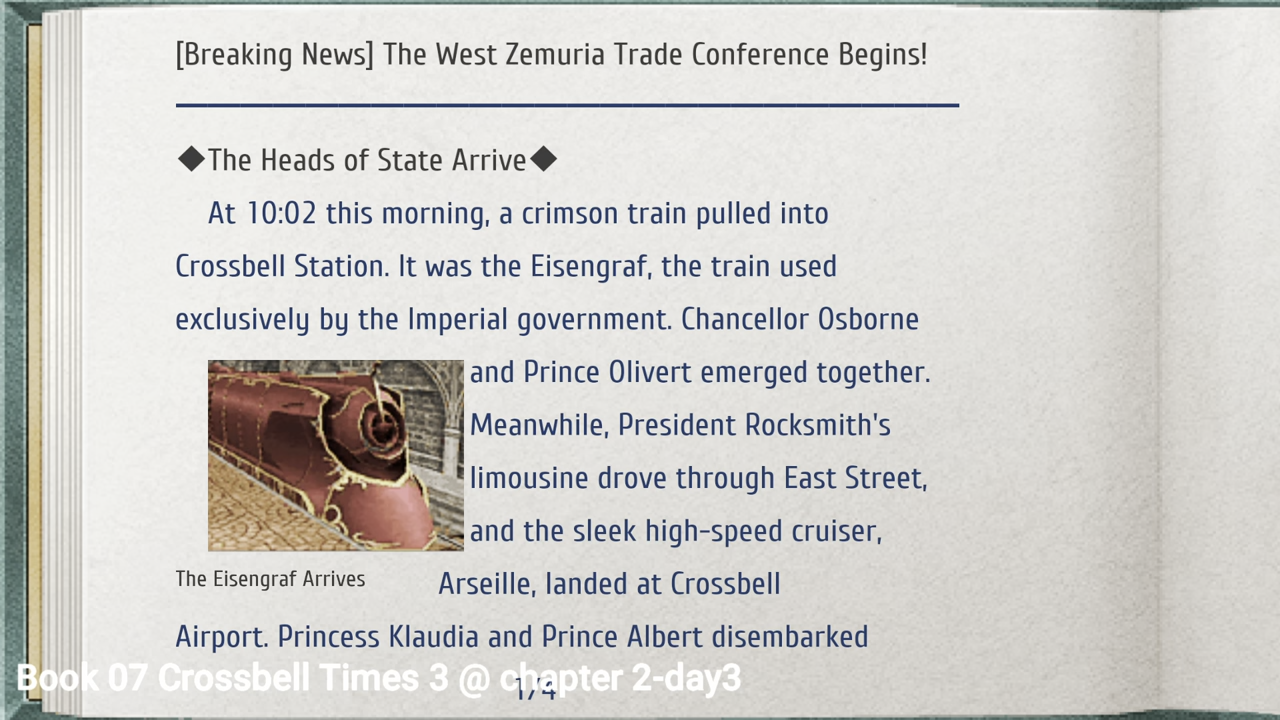 [Breaking News] The West Zemuria Trade Conference Begins!
◆The Heads of State Arrive◆
At 10:02 this morning, a crimson train pulled into
Crossbell Station. It was the Eisengraf, the train used
exclusively by the Imperial government. Chancellor Osborne
and Prince Olivert emerged together.
Meanwhile, President Rocksmith's
limousine drove through East Street,
and the sleek high-speed cruiser,
The Eisengraf Arrives
Arseille, landed at Crossbell
Airport. Princess Klaudia and Prince Albert disembarked
Book 07 Crossbell Times 3 @ chapter 2-day3
1/4